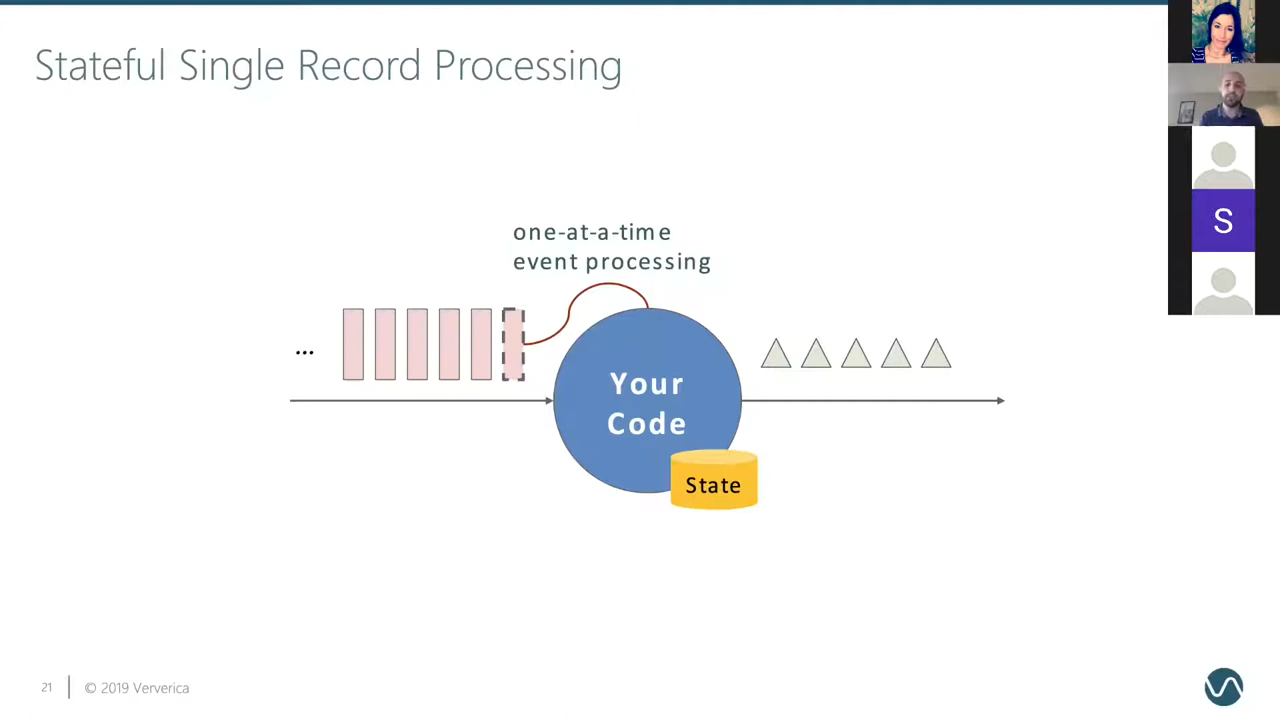 Stateful Single Record Processing
one-at-a-time
event processing
...
Your
Code
State
S
21
© 2019 Ververica